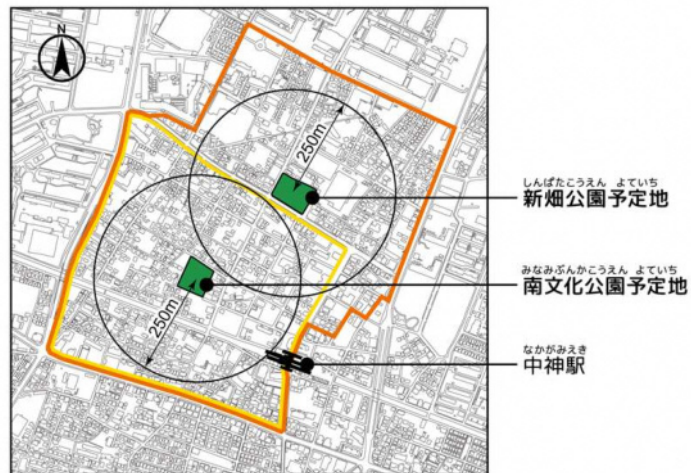 N
250m
250m
しんばたこうえん よていち
新畑公園予定地
みなみぶんかこうえん よていち
南文化公園予定地
なかがみえき
中神駅